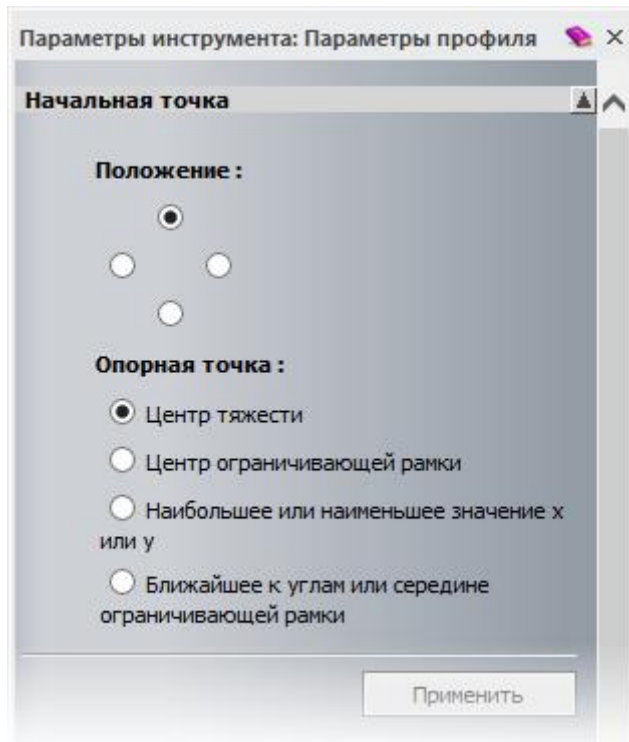 Параметры инструмента: Параметры профиля
Начальная точка
Положение :
Опорная точка :
Центр тяжести
Центр ограничивающей рамки
Наибольшее или наименьшее значение x
или y
Ближайшее к углам или середине
ограничивающей рамки
Применить